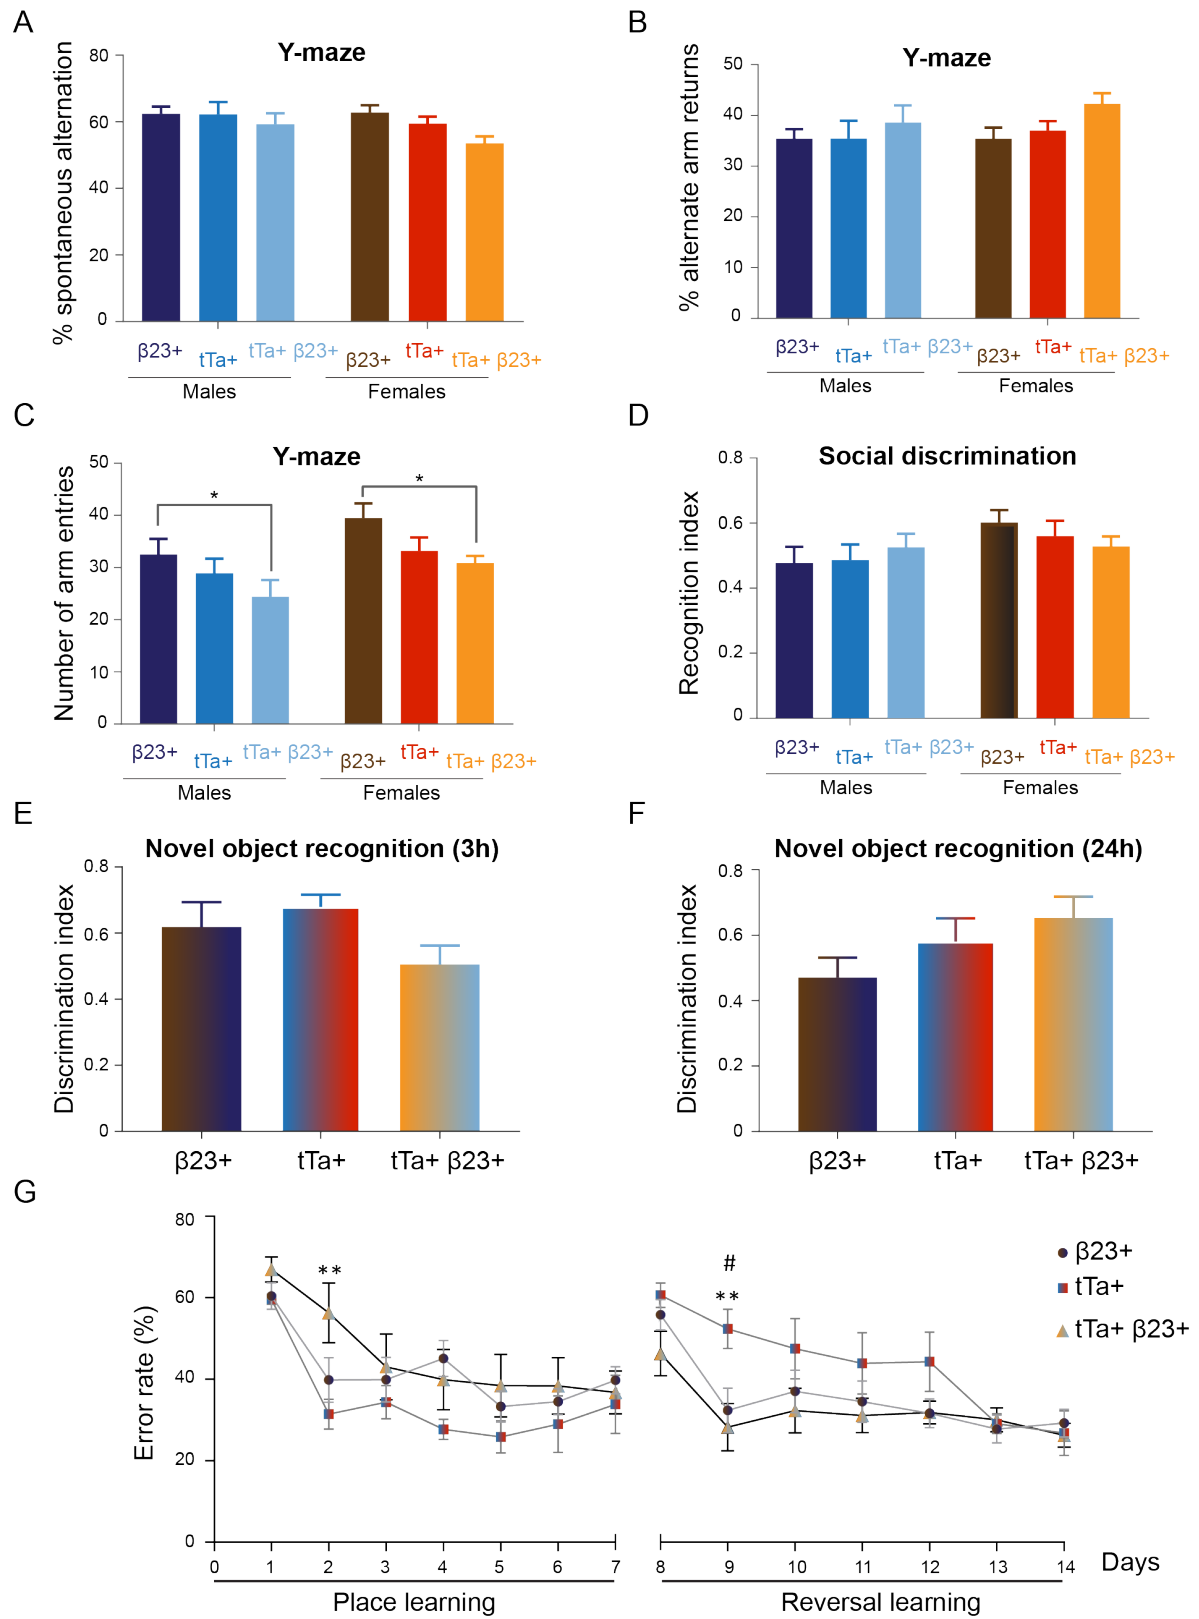 A
Y-maze
% spontaneous alternation
80
60
40
20
0
β23+
tTa+
tTa+ β23+
β23+
tTa+
tTa+ β23+
Males
Females
B
Y-maze
% alternate arm returns
50
40
30
20
10
0
β23+
tTa+
tTa+ β23+
β23+
tTa+
tTa+ β23+
Males
Females
C
Y-maze
Number of arm entries
50
40
30
20
10
0
*
*
β23+
tTa+
tTa+ β23+
β23+
tTa+
tTa+ β23+
Males
Females
D
Social discrimination
Recognition index
0.8
0.6
0.4
0.2
0
β23+
tTa+
tTa+ β23+
β23+
tTa+
tTa+ β23+
Males
Females
E
Novel object recognition (3h)
Discrimination index
0.8
0.6
0.4
0.2
0
β23+
tTa+
tTa+ β23+
F
Novel object recognition (24h)
Discrimination index
0.8
0.6
0.4
0.2
0
β23+
tTa+
tTa+ β23+
G
Error rate (%)
80
60
40
20
0
**
#
**
β23+
tTa+
tTa+ β23+
0 1 2 3 4 5 6 7 8 9 10 11 12 13 14 Days
Place learning
Reversal learning